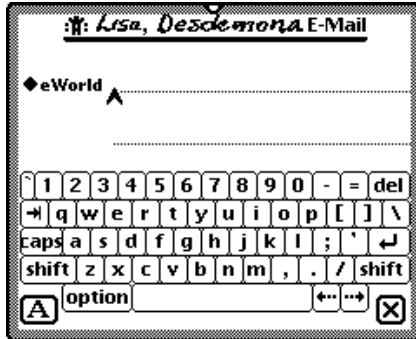 Lisa, Desdemona E-Mail
◆eWorld
` 1 2 3 4 5 6 7 8 9 0 - = del
q w e r t y u i o p [ ] \
caps a s d f g h j k l ; '
shift z x c v b n m , . / shift
A option